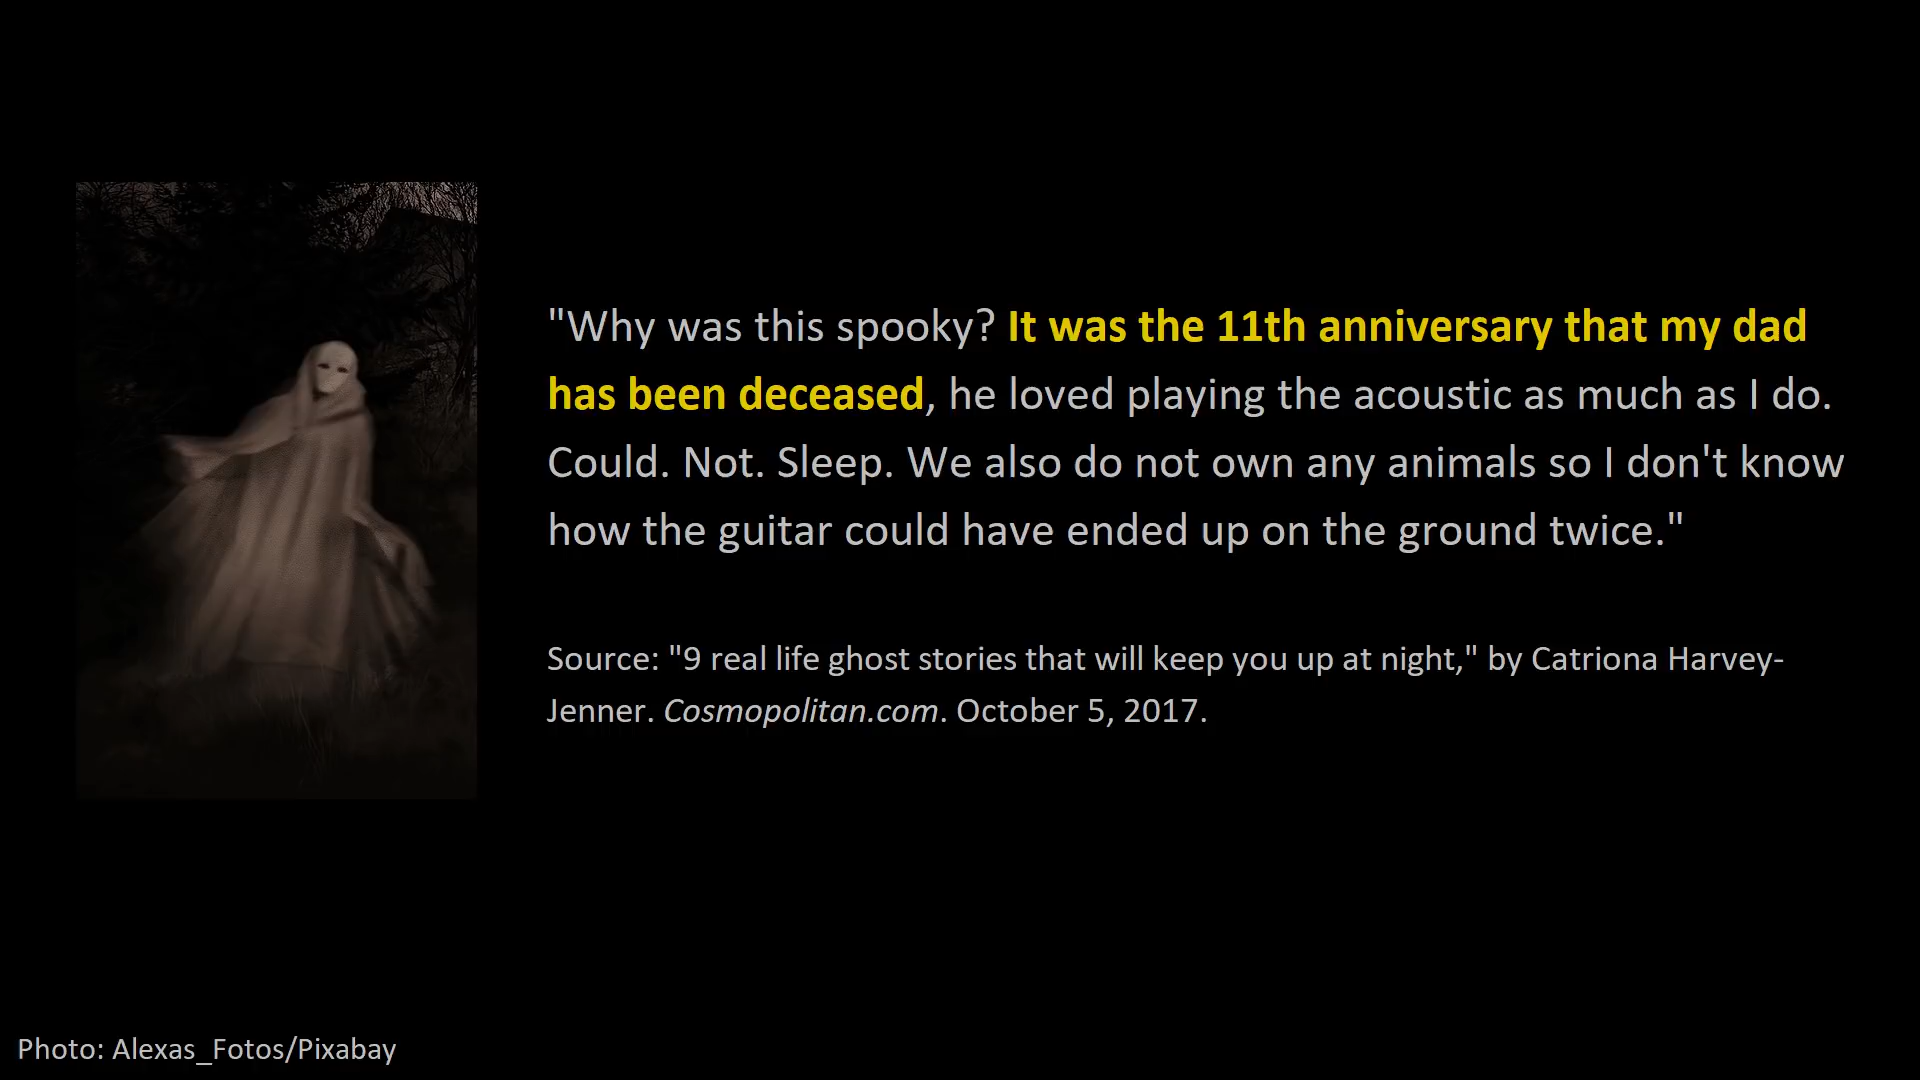 "Why was this spooky? It was the 11th anniversary that my dad
has been deceased, he loved playing the acoustic as much as I do.
Could. Not. Sleep. We also do not own any animals so I don't know
how the guitar could have ended up on the ground twice."
Source: "9 real life ghost stories that will keep you up at night," by Catriona Harvey-
Jenner. Cosmopolitan.com. October 5, 2017.
Photo: Alexas_Fotos/Pixabay